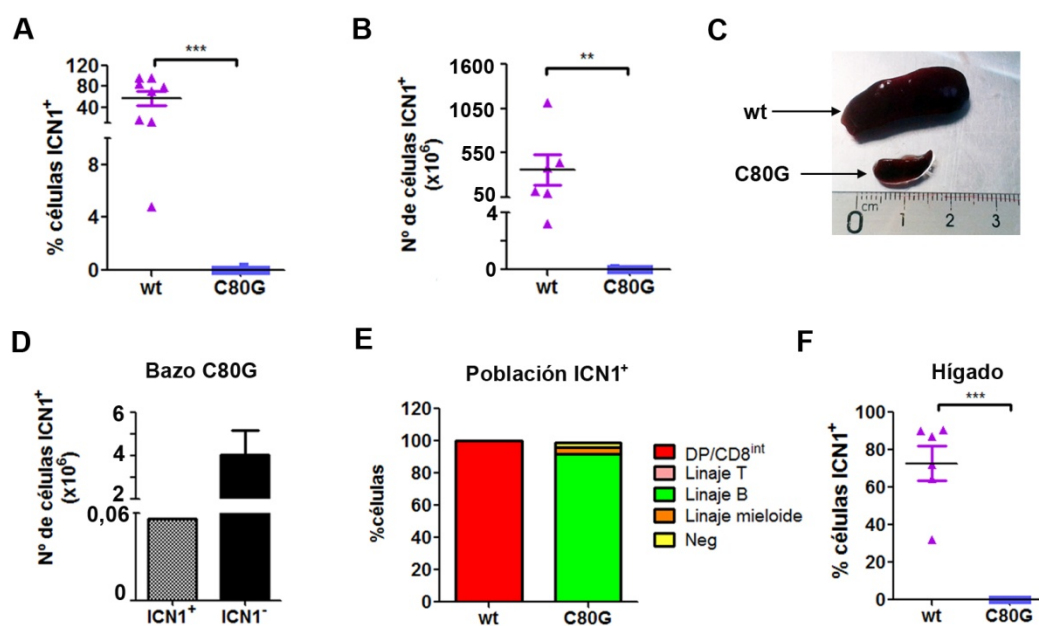 A
% células ICN1+
120
80
40
8
4
0
***
wt
C80G
B
Nº de células ICN1+
(x10⁶)
1600
1050
550
50
4
0
**
wt
C80G
C
wt
C80G
0 cm 1 2 3
D
Bazo C80G
Nº de células ICN1+
(x10⁶)
6
4
2
0,06
0
ICN1+
ICN1-
E
Población ICN1+
%células
120
100
80
60
40
20
0
wt
C80G
DP/CD8int
Linaje T
Linaje B
Linaje mieloide
Neg
F
Hígado
% células ICN1+
100
80
60
40
20
0
***
wt
C80G